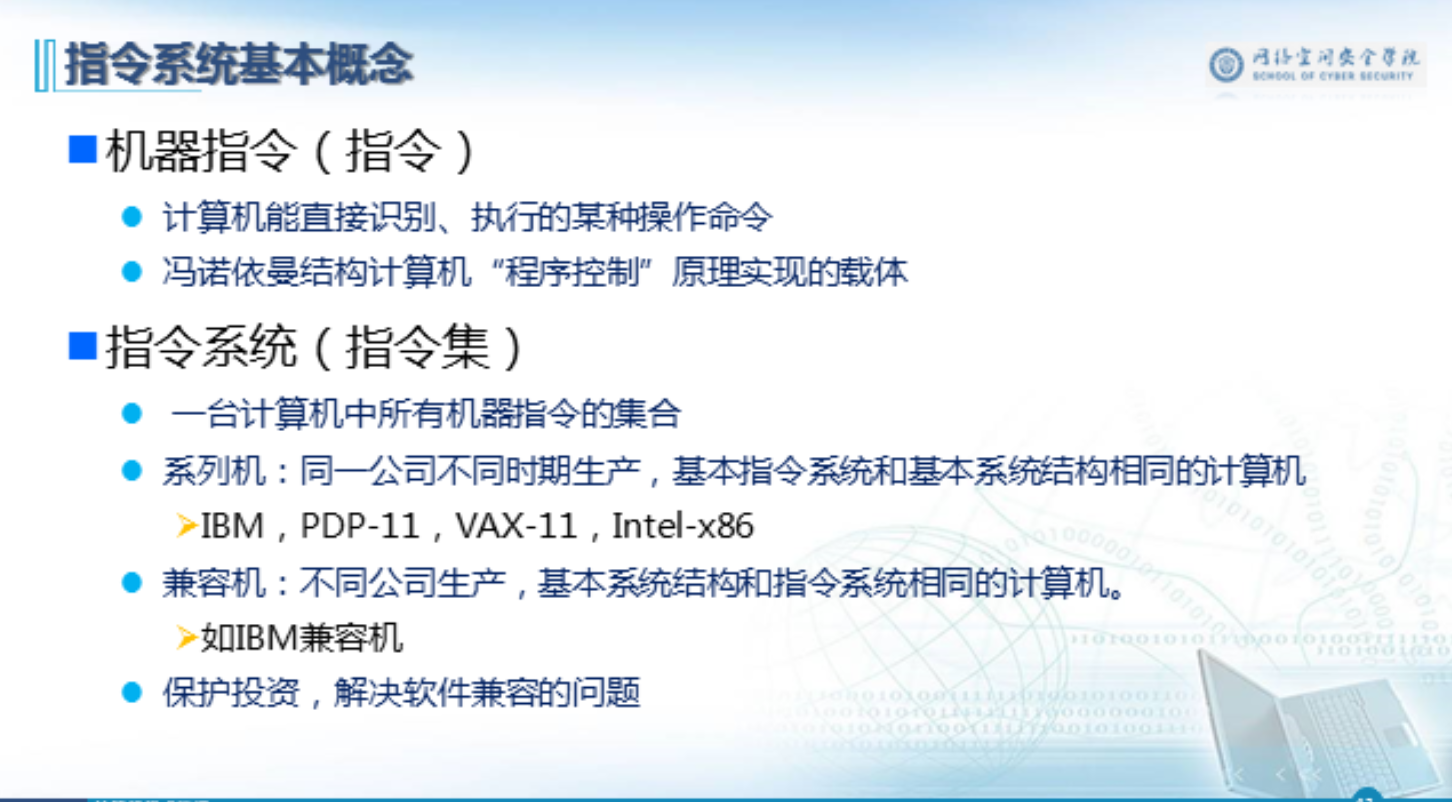 指令系统基本概念
网络空间安全学院
SCHOOL OF CYBER SECURITY
机器指令（指令）
计算机能直接识别、执行的某种操作命令
冯诺依曼结构计算机“程序控制”原理实现的载体
指令系统（指令集）
一台计算机中所有机器指令的集合
系列机：同一公司不同时期生产，基本指令系统和基本系统结构相同的计算机
IBM，PDP-11，VAX-11，Intel-x86
兼容机：不同公司生产，基本系统结构和指令系统相同的计算机。
如IBM兼容机
保护投资，解决软件兼容的问题